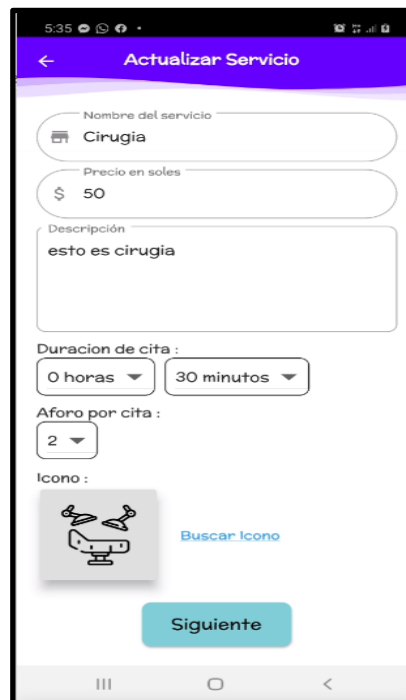 5:35
Actualizar Servicio
Nombre del servicio
Cirugia
Precio en soles
$ 50
Descripción
esto es cirugia
Duracion de cita :
0 horas 30 minutos
Aforo por cita :
2
Icono :
Buscar Icono
Siguiente